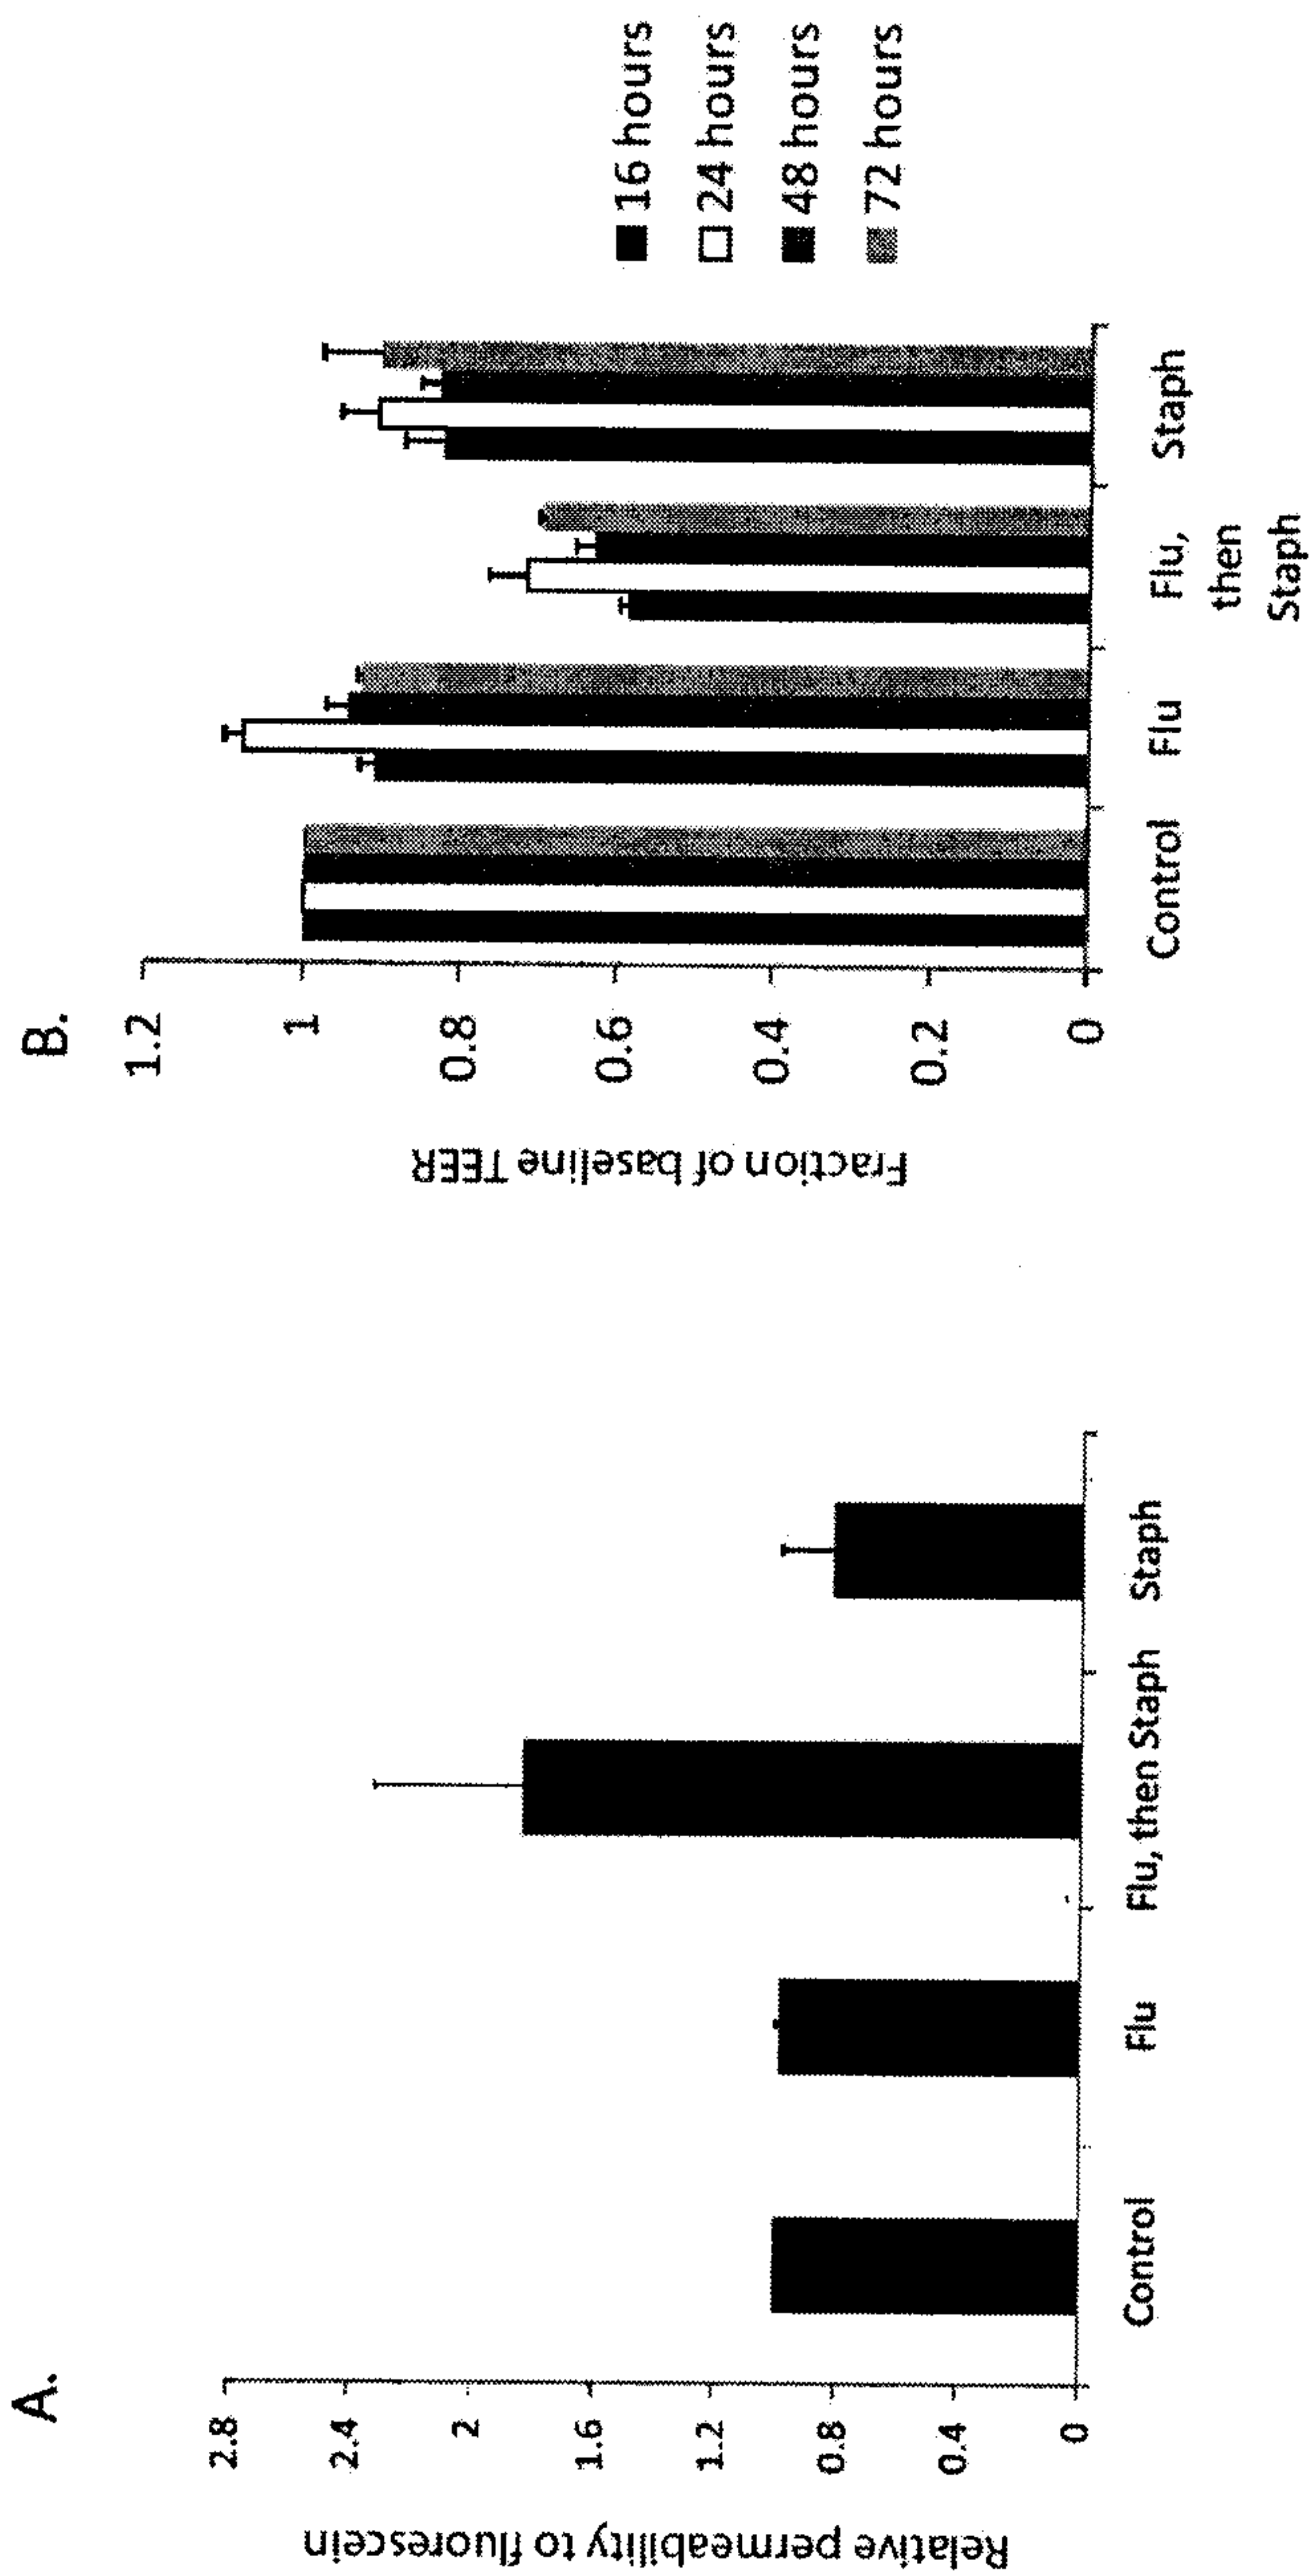 A.
Relative permeability to fluorescein
2.8
2.4
2
1.6
1.2
0.8
0.4
0
Control
Flu
Flu, then Staph
Staph
B.
Fraction of baseline TEER
1.2
1
0.8
0.6
0.4
0.2
0
Control
Flu
Flu,
then
Staph
Staph
16 hours
24 hours
48 hours
72 hours